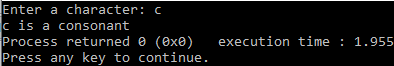 Enter a character: c
c is a consonant
Process returned 0 (0x0)   execution time : 1.955
Press any key to continue.